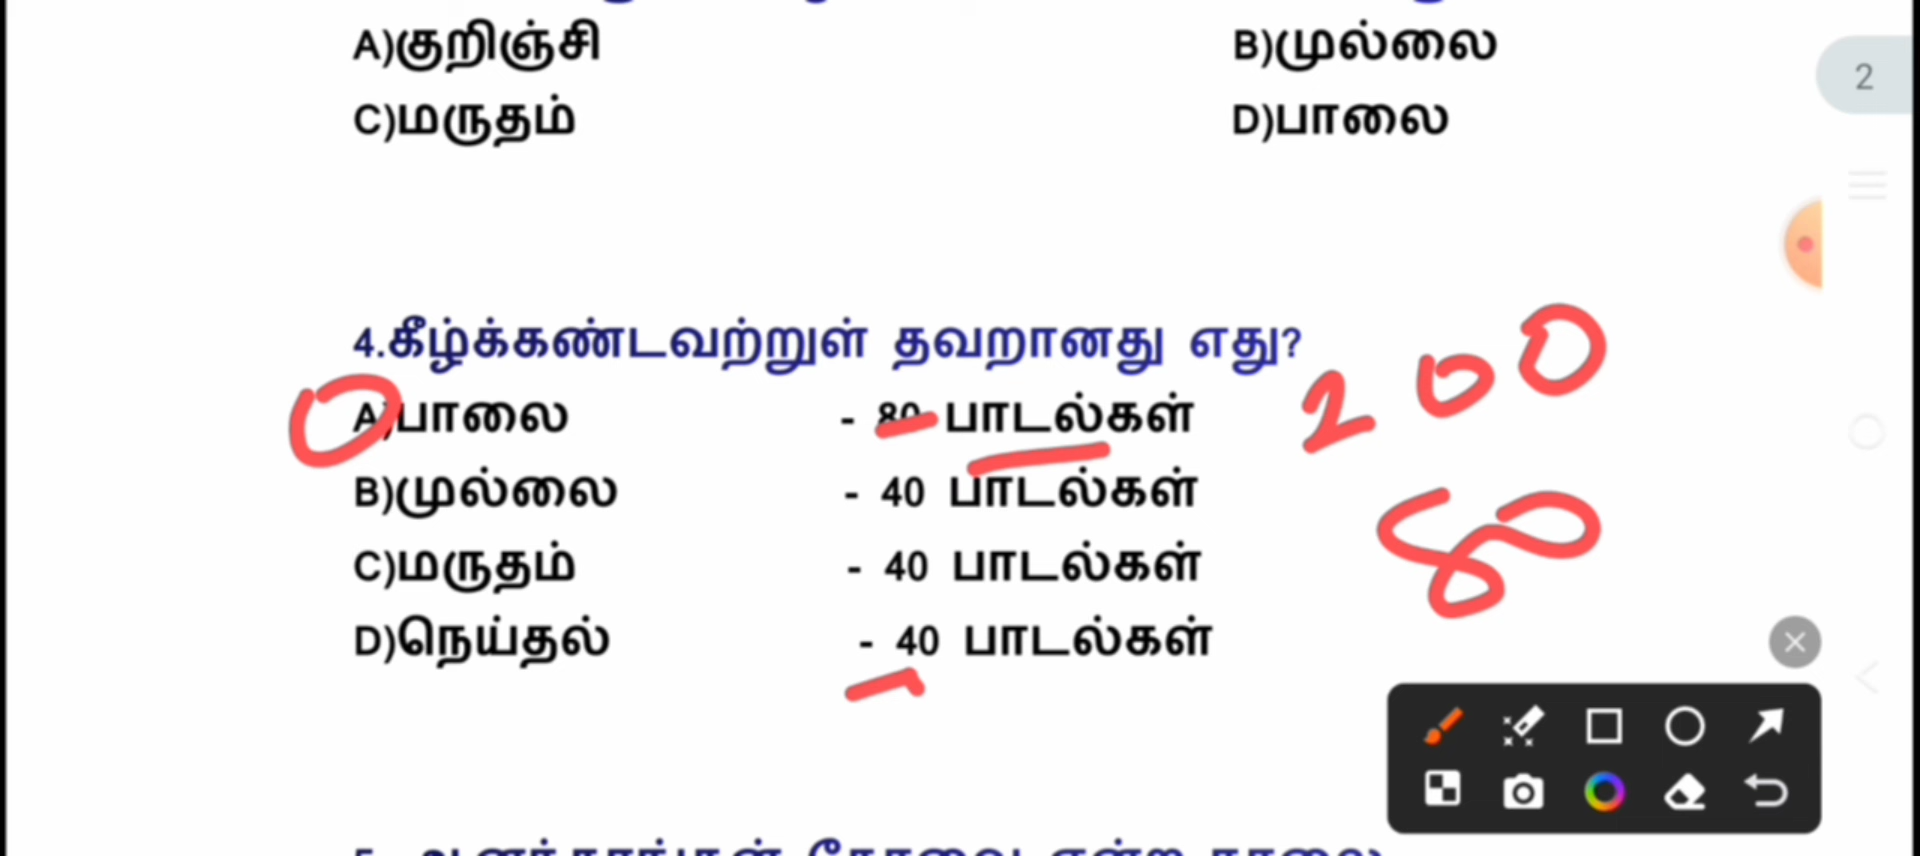 A)குறிஞ்சி B)முல்லை
C)மருதம் D)பாலை
2
4.கீழ்க்கண்டவற்றுள் தவறானது எது?
200
A)பாலை - 80 பாடல்கள்
B)முல்லை - 40 பாடல்கள்
80
C)மருதம் - 40 பாடல்கள்
D)நெய்தல் - 40 பாடல்கள்